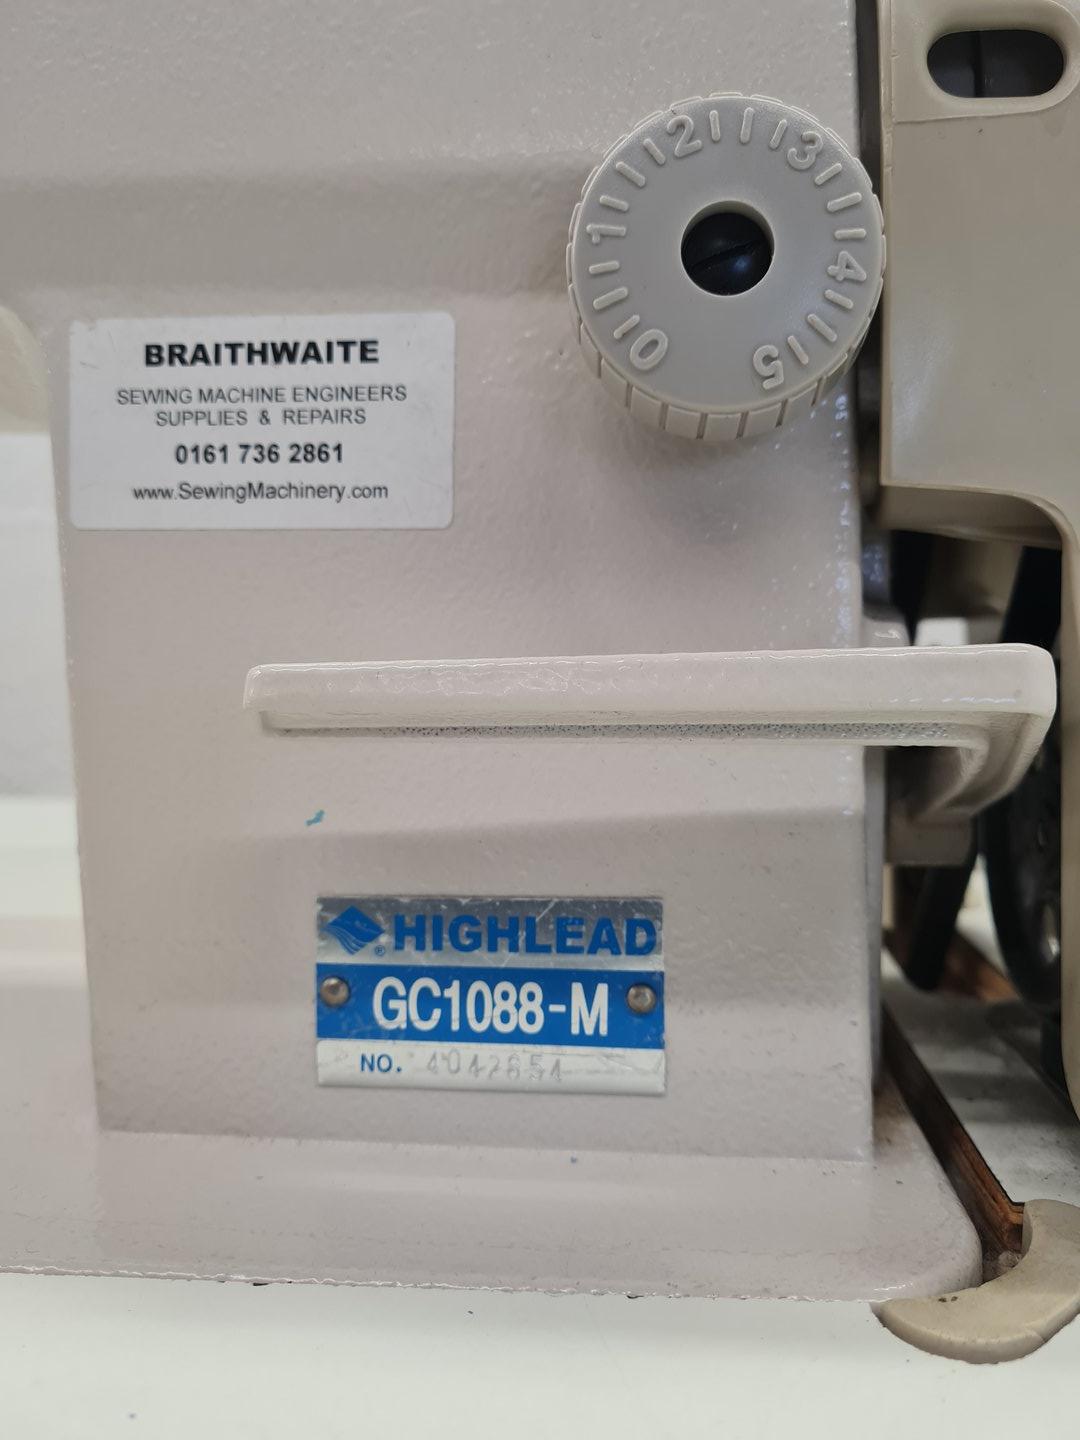 0 1 2 3 4 5
BRAITHWAITE
SEWING MACHINE ENGINEERS
SUPPLIES & REPAIRS
0161 736 2861
www.SewingMachinery.com
® HIGHLEAD
GC1088-M
NO.